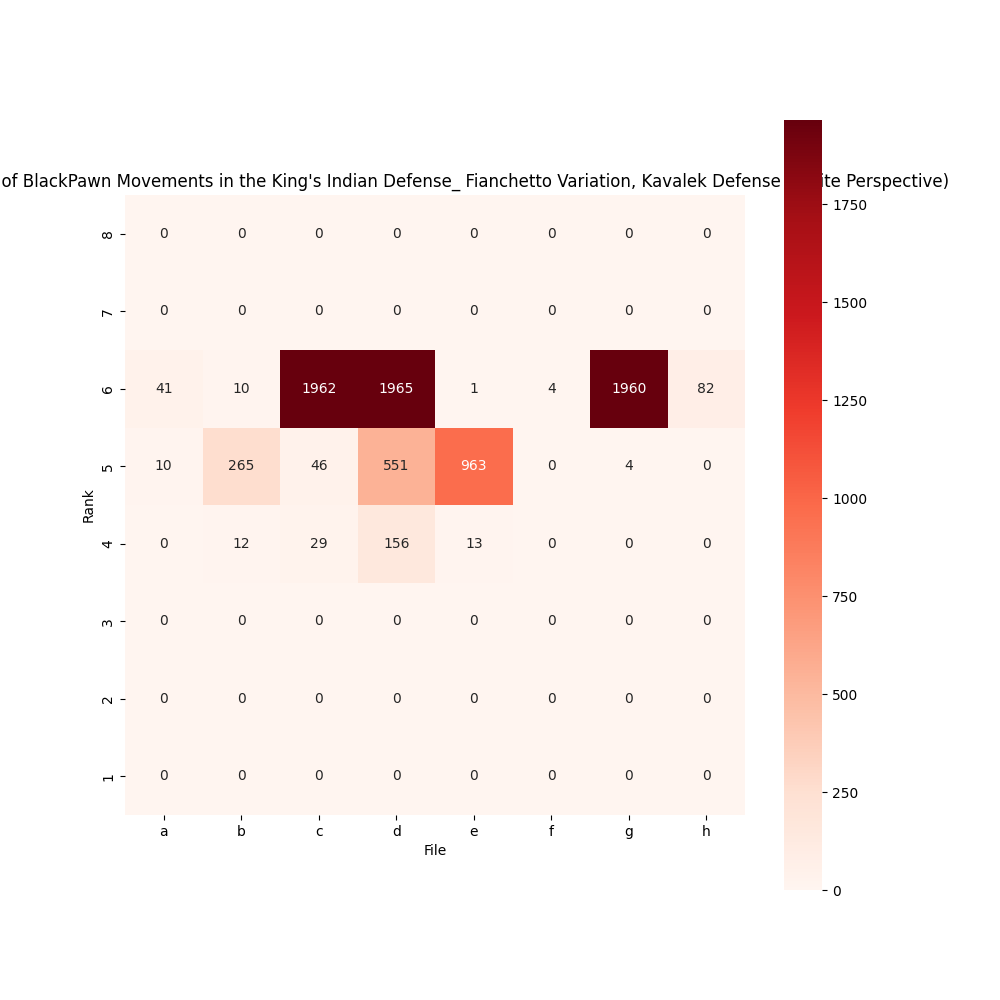 of BlackPawn Movements in the King's Indian Defense_ Fianchetto Variation, Kavalek Defense ite Perspective)
8 0 0 0 0 0 0 0 0
7 0 0 0 0 0 0 0 0
6 41 10 1962 1965 1 4 1960 82
5 10 265 46 551 963 0 4 0
4 0 12 29 156 13 0 0 0
3 0 0 0 0 0 0 0 0
2 0 0 0 0 0 0 0 0
1 0 0 0 0 0 0 0 0
a b c d e f g h
File
Rank
1750
1500
1250
1000
750
500
250
0